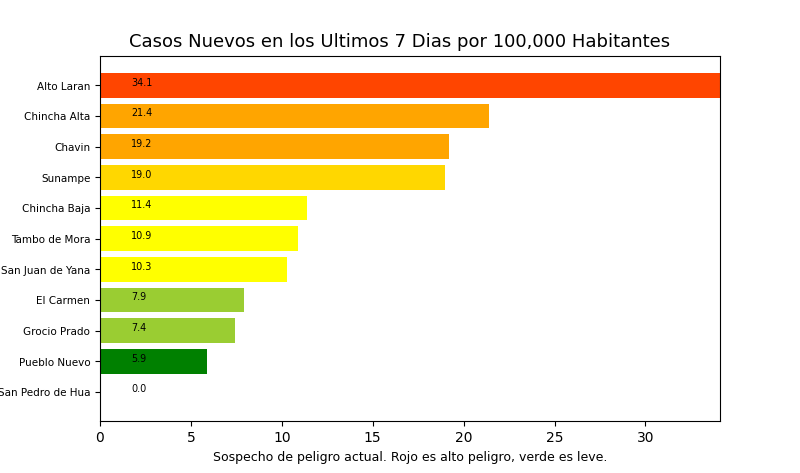 Casos Nuevos en los Ultimos 7 Dias por 100,000 Habitantes
Alto Laran 34.1
Chincha Alta 21.4
Chavin 19.2
Sunampe 19.0
Chincha Baja 11.4
Tambo de Mora 10.9
San Juan de Yana 10.3
El Carmen 7.9
Grocio Prado 7.4
Pueblo Nuevo 5.9
San Pedro de Hua 0.0
0 5 10 15 20 25 30
Sospecho de peligro actual. Rojo es alto peligro, verde es leve.